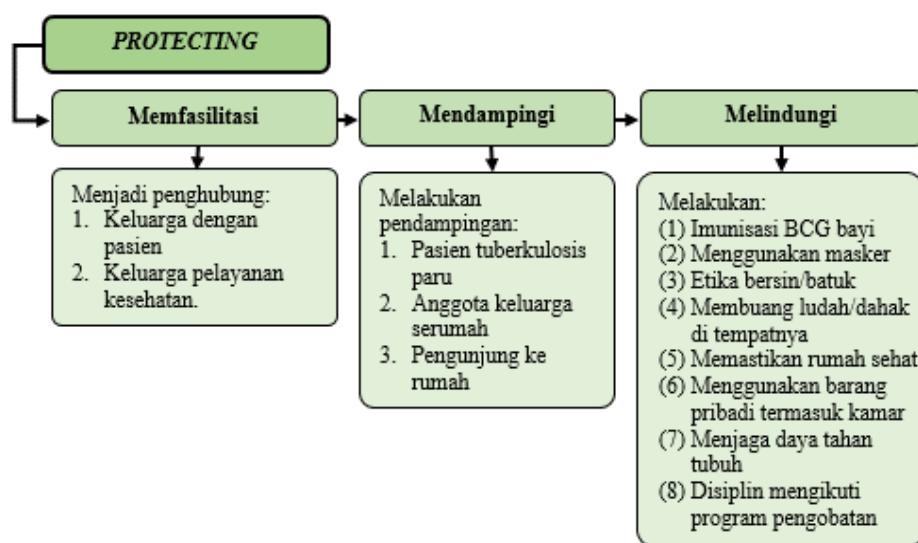 PROTECTING
Memfasilitasi
Mendampingi
Melindungi
Menjadi penghubung:
1. Keluarga dengan
pasien
2. Keluarga pelayanan
kesehatan.
Melakukan
pendampingan:
1. Pasien tuberkulosis
paru
2. Anggota keluarga
serumah
3. Pengunjung ke
rumah
Melakukan:
(1) Imunisasi BCG bayi
(2) Menggunakan masker
(3) Etika bersin/batuk
(4) Membuang ludah/dahak
di tempatnya
(5) Memastikan rumah sehat
(6) Menggunakan barang
pribadi termasuk kamar
(7) Menjaga daya tahan
tubuh
(8) Disiplin mengikuti
program pengobatan